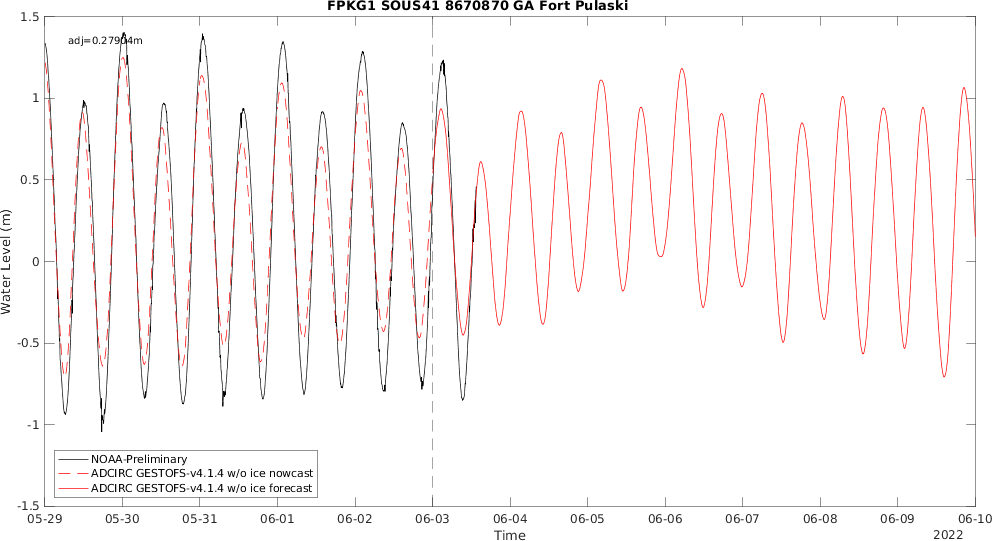 FPKG1 SOUS41 8670870 GA Fort Pulaski
1.5
1
0.5
0
-0.5
-1
-1.5
Water Level (m)
adj=0.27904m
NOAA-Preliminary
ADCIRC GESTOFS-v4.1.4 w/o ice nowcast
ADCIRC GESTOFS-v4.1.4 w/o ice forecast
05-29 05-30 05-31 06-01 06-02 06-03 06-04 06-05 06-06 06-07 06-08 06-09 06-10
Time
2022